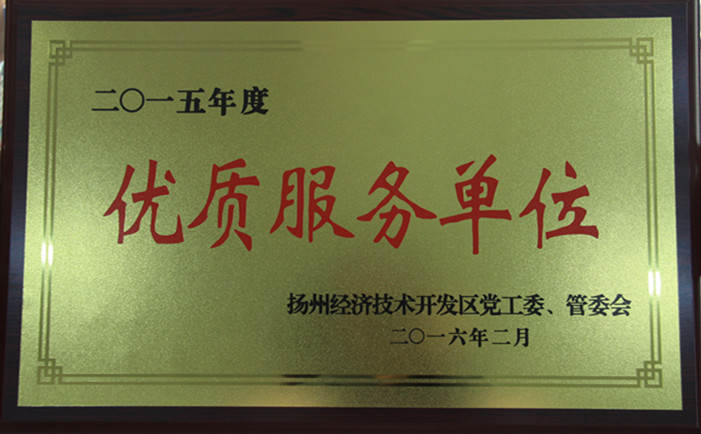 二〇一五年度
优质服务单位
扬州经济技术开发区党工委、管委会
二〇一六年二月